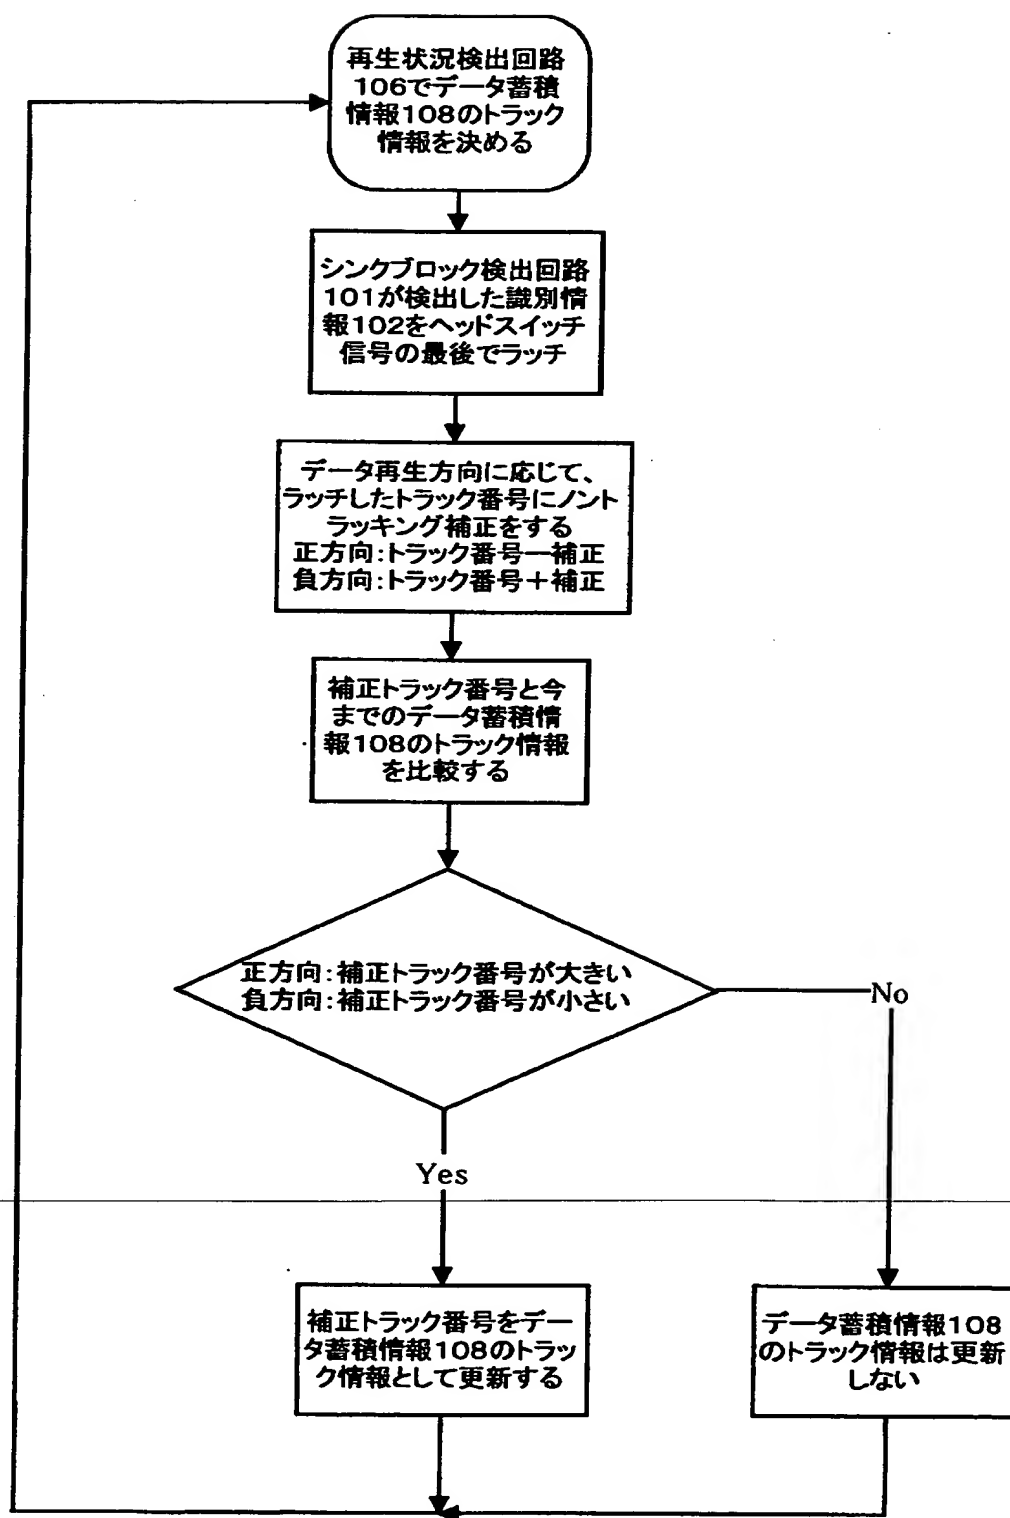 再生状況検出回路
106でデータ蓄積
情報108のトラック
情報を決める
シンクブロック検出回路
101が検出した識別情
報102をヘッドスイッチ
信号の最後でラッチ
データ再生方向に応じて、
ラッチしたトラック番号にノント
ラッキング補正をする
正方向:トラック番号ー補正
負方向:トラック番号＋補正
補正トラック番号と今
までのデータ蓄積情
報108のトラック情報
を比較する
正方向:補正トラック番号が大きい
負方向:補正トラック番号が小さい
No
Yes
補正トラック番号をデー
タ蓄積情報108のトラッ
ク情報として更新する
データ蓄積情報108
のトラック情報は更新
しない